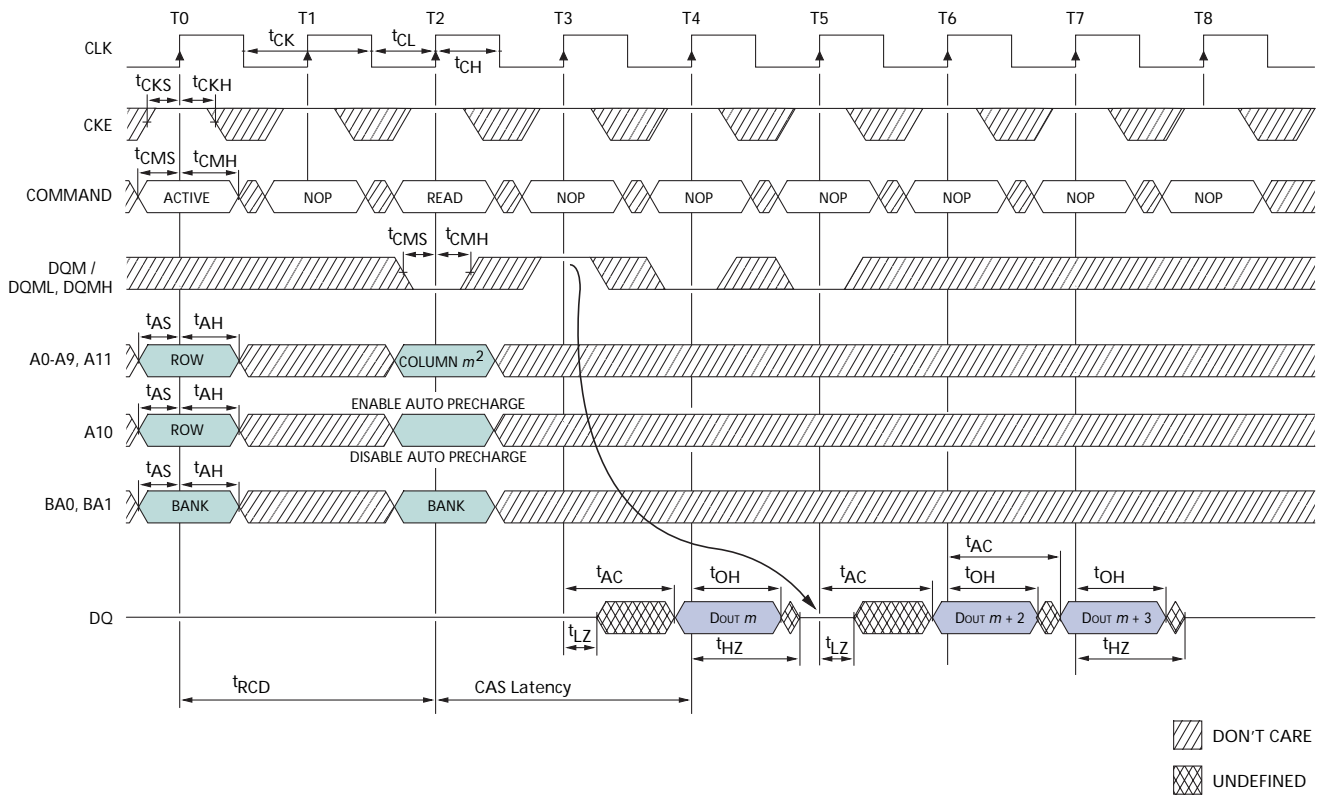 T0 T1 T2 T3 T4 T5 T6 T7 T8
CLK
tCK tCL
tCH
tCKS tCKH
CKE
tCMS tCMH
COMMAND ACTIVE NOP READ NOP NOP NOP NOP NOP NOP
tCMS tCMH
DQM /
DQML, DQMH
tAS tAH
A0-A9, A11 ROW COLUMN m2
tAS tAH ENABLE AUTO PRECHARGE
A10 ROW
DISABLE AUTO PRECHARGE
tAS tAH
BA0, BA1 BANK BANK
tAC
tAC tOH tAC tOH tOH
DQ DOUT m DOUT m + 2 DOUT m + 3
tLZ tHZ tLZ tHZ
tRCD CAS Latency
DON'T CARE
UNDEFINED